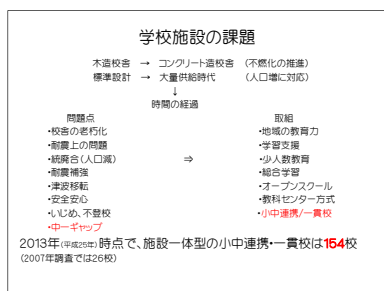 学校施設の課題
木造校舎 → コンクリート造校舎 (不燃化の推進)
標準設計 → 大量供給時代 (人口増に対応)
↓
時間の経過
問題点
・校舎の老朽化
・耐震上の問題
・統廃合(人口減)
・耐震補強
・津波移転
・安全安心
・いじめ、不登校
・中一ギャップ
⇒
取組
・地域の教育力
・学習支援
・少人数教育
・総合学習
・オープンスクール
・教科センター方式
・小中連携/一貫校
2013年(平成25年)時点で、施設一体型の小中連携・一貫校は154校
(2007年調査では26校)